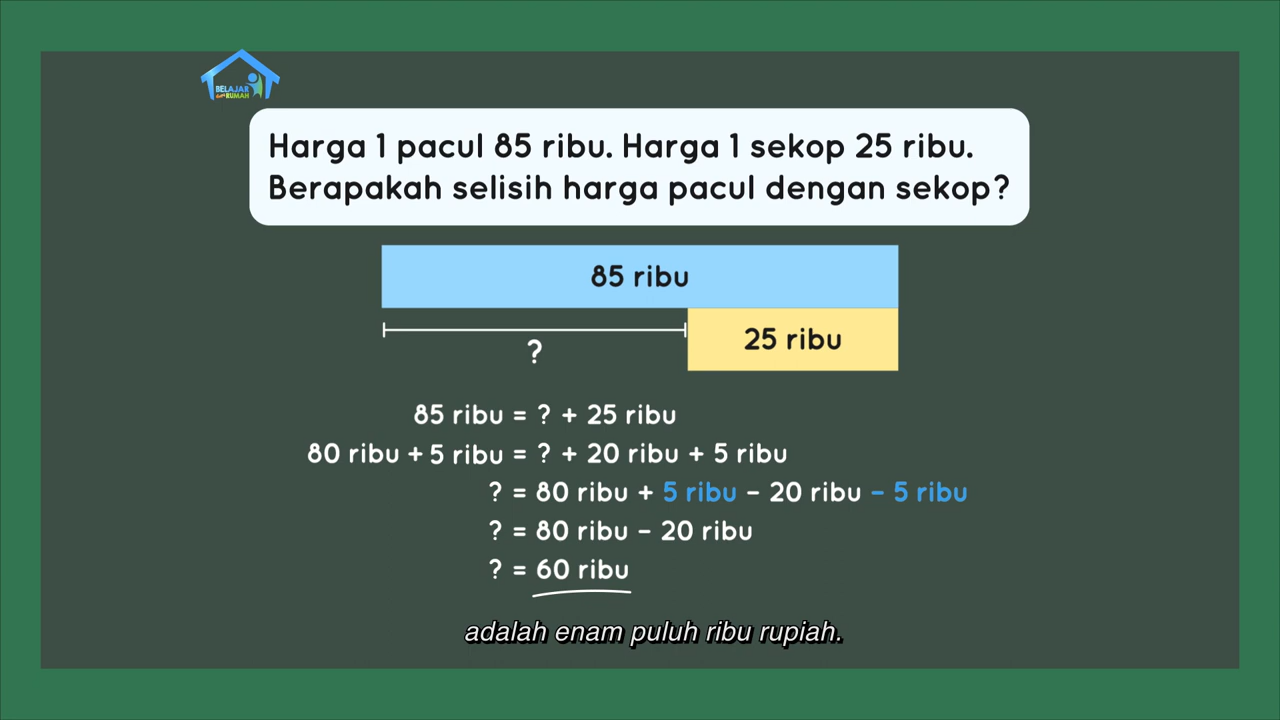 BELAJAR
dari RUMAH
Harga 1 pacul 85 ribu. Harga 1 sekop 25 ribu.
Berapakah selisih harga pacul dengan sekop?
85 ribu
25 ribu
?
85 ribu = ? + 25 ribu
80 ribu + 5 ribu = ? + 20 ribu + 5 ribu
? = 80 ribu + 5 ribu - 20 ribu - 5 ribu
? = 80 ribu - 20 ribu
? = 60 ribu
adalah enam puluh ribu rupiah.